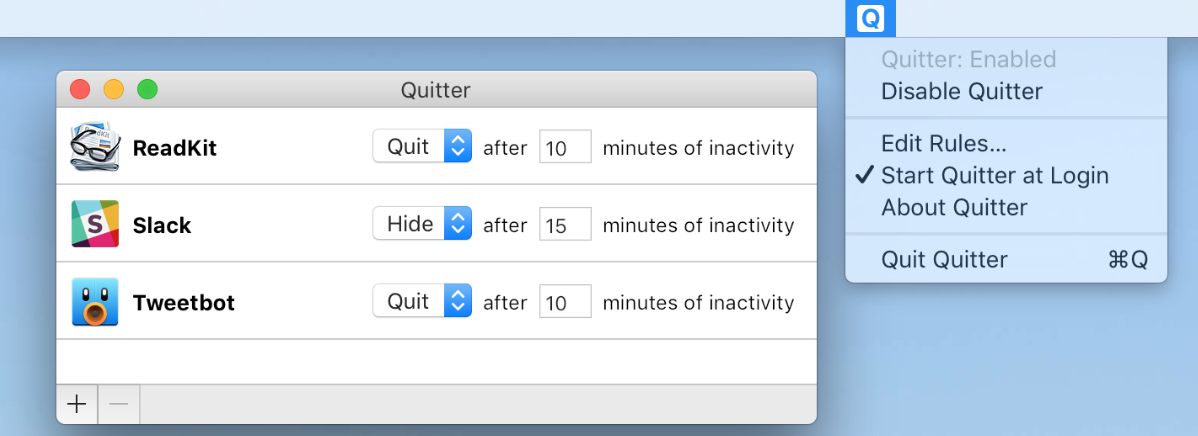 Q
Quitter: Enabled
Disable Quitter
Edit Rules...
✓ Start Quitter at Login
About Quitter
Quit Quitter ⌘Q
Quitter
ReadKit Quit after 10 minutes of inactivity
S
Slack Hide after 15 minutes of inactivity
Tweetbot Quit after 10 minutes of inactivity
+ −